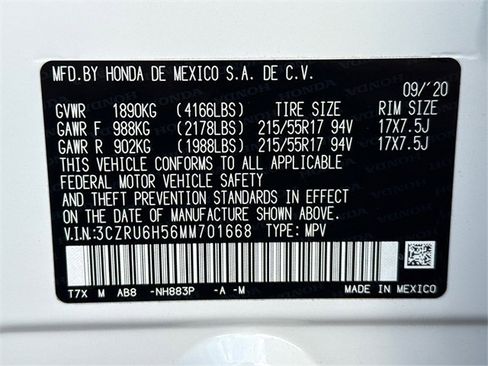 MFD. BY HONDA DE MEXICO S.A. DE C.V.
09/'20
GVWR 1890KG (4166LBS) TIRE SIZE RIM SIZE
GAWR F 988KG (2178LBS) 215/55R17 94V 17X7.5J
GAWR R 902KG (1988LBS) 215/55R17 94V 17X7.5J
THIS VEHICLE CONFORMS TO ALL APPLICABLE
FEDERAL MOTOR VEHICLE SAFETY
AND THEFT PREVENTION STANDARDS IN EFFECT
ON THE DATE OF MANUFACTURE SHOWN ABOVE.
V.I.N.:3CZRU6H56MM701668 TYPE: MPV
T7X M AB8 -NH883P -A -M
MADE IN MEXICO